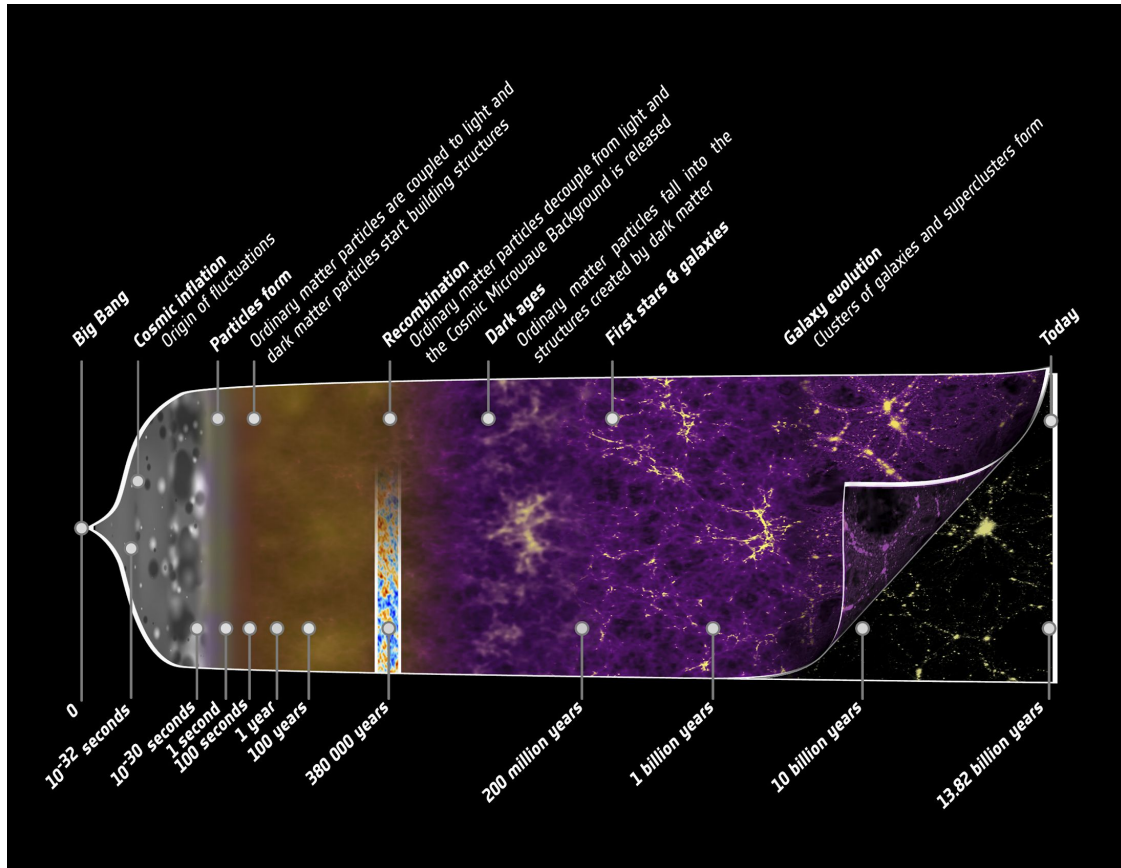 Big Bang
Cosmic inflation
Origin of fluctuations
Particles form
Ordinary matter particles are coupled to light and
dark matter particles start building structures
Recombination
Ordinary matter particles decouple from light and
the Cosmic Microwave Background is released
Dark ages
Ordinary matter particles fall into the
structures created by dark matter
First stars & galaxies
Galaxy evolution
Clusters of galaxies and superclusters form
Today
0
10⁻³² seconds
10⁻³⁰ seconds
1 second
100 seconds
1 year
100 years
380 000 years
200 million years
1 billion years
10 billion years
13.82 billion years